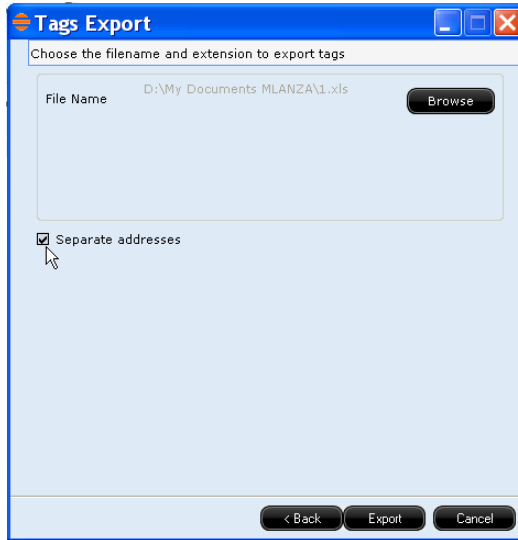 Tags Export
Choose the filename and extension to export tags
File Name
D:\My Documents MLANZA\1.xls
Browse
Separate addresses
< Back
Export
Cancel